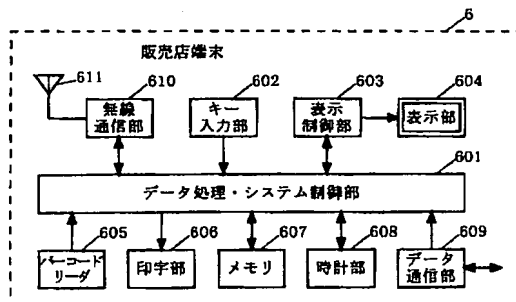 6
販売店端末
611
610
602
603
604
無線
通信部
キー
入力部
表示
制御部
表示部
601
データ処理・システム制御部
605
606
607
608
609
バーコード
リーダ
印字部
メモリ
時計部
データ
通信部